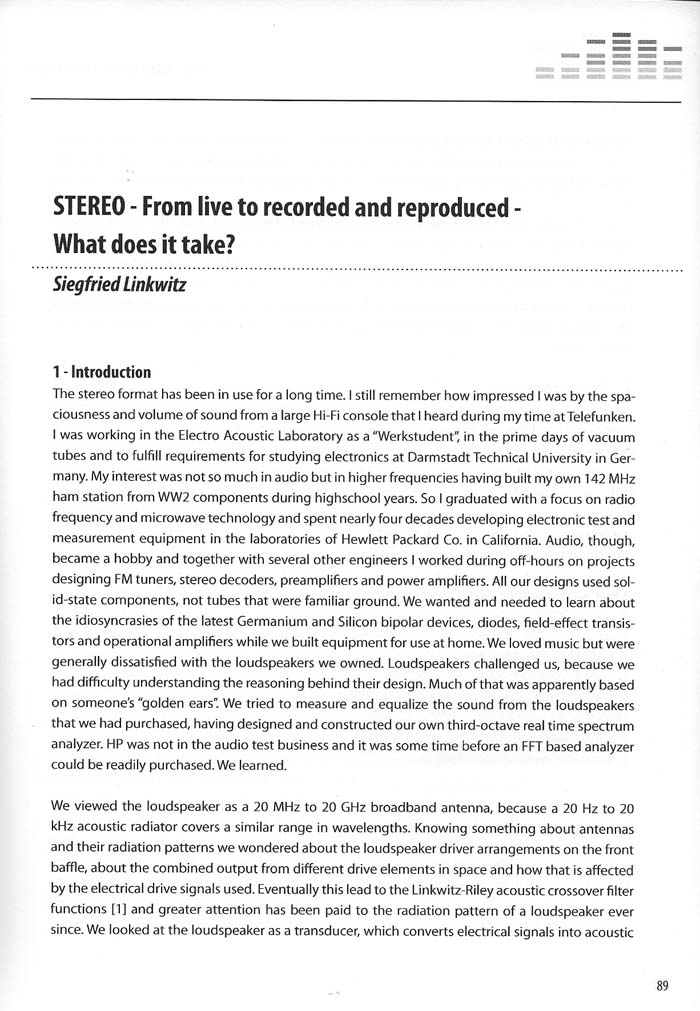 STEREO - From live to recorded and reproduced -
What does it take?
Siegfried Linkwitz
1 - Introduction
The stereo format has been in use for a long time. I still remember how impressed I was by the spa-
ciousness and volume of sound from a large Hi-Fi console that I heard during my time at Telefunken.
I was working in the Electro Acoustic Laboratory as a “Werkstudent”, in the prime days of vacuum
tubes and to fulfill requirements for studying electronics at Darmstadt Technical University in Ger-
many. My interest was not so much in audio but in higher frequencies having built my own 142 MHz
ham station from WW2 components during highschool years. So I graduated with a focus on radio
frequency and microwave technology and spent nearly four decades developing electronic test and
measurement equipment in the laboratories of Hewlett Packard Co. in California. Audio, though,
became a hobby and together with several other engineers I worked during off-hours on projects
designing FM tuners, stereo decoders, preamplifiers and power amplifiers. All our designs used sol-
id-state components, not tubes that were familiar ground. We wanted and needed to learn about
the idiosyncrasies of the latest Germanium and Silicon bipolar devices, diodes, field-effect transis-
tors and operational amplifiers while we built equipment for use at home. We loved music but were
generally dissatisfied with the loudspeakers we owned. Loudspeakers challenged us, because we
had difficulty understanding the reasoning behind their design. Much of that was apparently based
on someone’s “golden ears”. We tried to measure and equalize the sound from the loudspeakers
that we had purchased, having designed and constructed our own third-octave real time spectrum
analyzer. HP was not in the audio test business and it was some time before an FFT based analyzer
could be readily purchased. We learned.
We viewed the loudspeaker as a 20 MHz to 20 GHz broadband antenna, because a 20 Hz to 20
kHz acoustic radiator covers a similar range in wavelengths. Knowing something about antennas
and their radiation patterns we wondered about the loudspeaker driver arrangements on the front
baffle, about the combined output from different drive elements in space and how that is affected
by the electrical drive signals used. Eventually this lead to the Linkwitz-Riley acoustic crossover filter
functions [1] and greater attention has been paid to the radiation pattern of a loudspeaker ever
since. We looked at the loudspeaker as a transducer, which converts electrical signals into acoustic
89